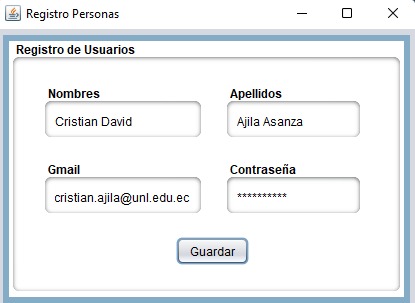 Registro Personas
Registro de Usuarios
Nombres Apellidos
Cristian David Ajila Asanza
Gmail Contraseña
cristian.ajila@unl.edu.ec **********
Guardar